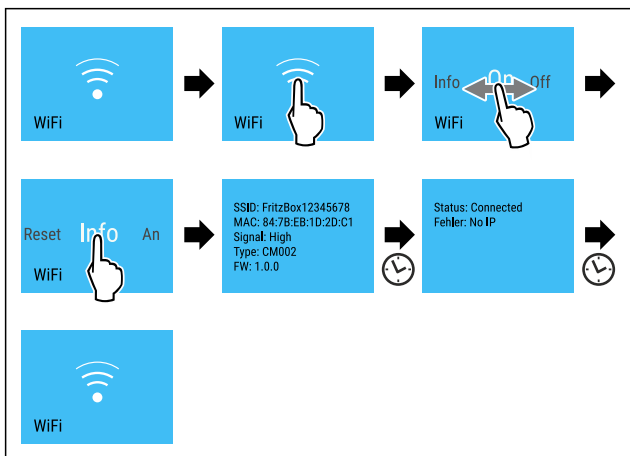 WiFi
WiFi
Info On Off
WiFi
Reset Info An
WiFi
SSID: FritzBox12345678
MAC: 84:7B:EB:1D:2D:C1
Signal: High
Type: CM002
FW: 1.0.0
Status: Connected
Fehler: No IP
WiFi